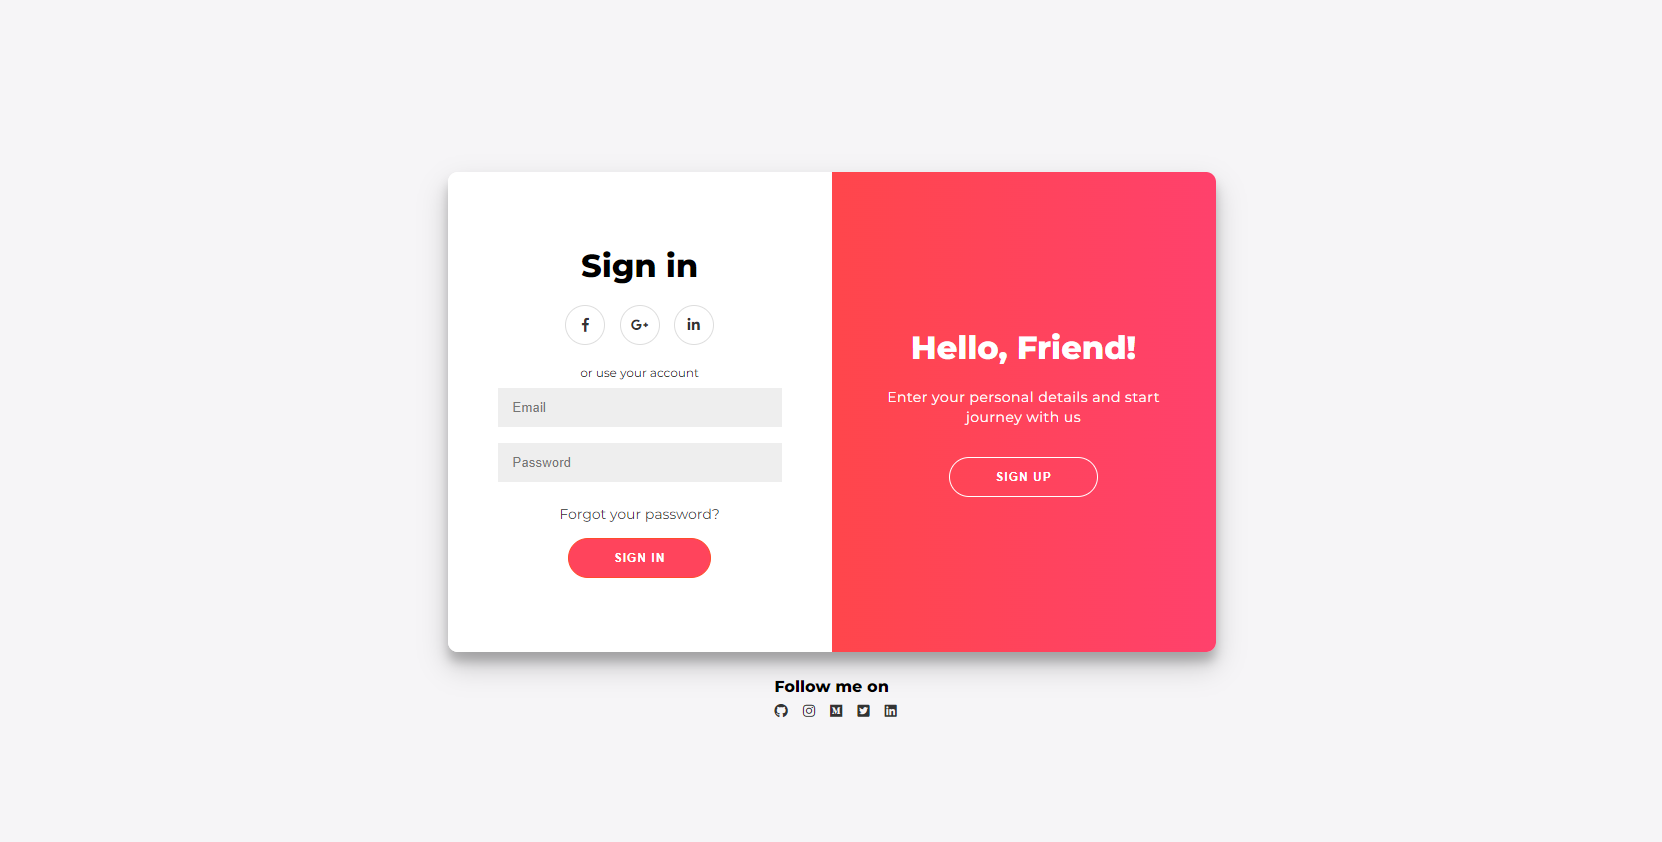 Sign in
G+
in
or use your account
Email
Password
Forgot your password?
SIGN IN
Hello, Friend!
Enter your personal details and start
journey with us
SIGN UP
Follow me on